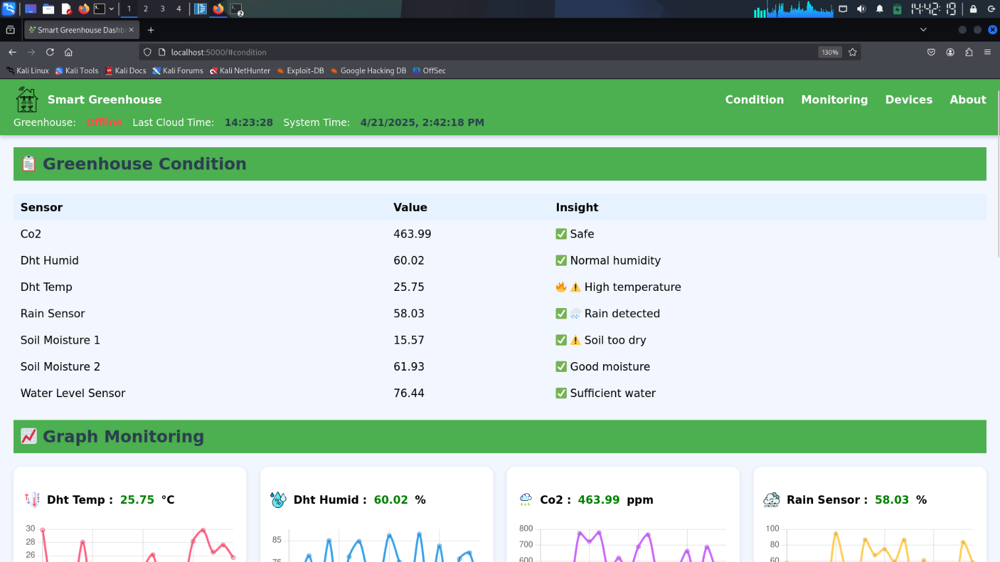 1 2 3 4 2 14:42:19
Smart Greenhouse Dashb
localhost:5000/#condition 130%
Kali Linux Kali Tools Kali Docs Kali Forums Kali NetHunter Exploit-DB Google Hacking DB OffSec
Smart Greenhouse Condition Monitoring Devices About
Greenhouse: Offline Last Cloud Time: 14:23:28 System Time: 4/21/2025, 2:42:18 PM
Greenhouse Condition
Sensor Value Insight
Co2 463.99 Safe
Dht Humid 60.02 Normal humidity
Dht Temp 25.75 High temperature
Rain Sensor 58.03 Rain detected
Soil Moisture 1 15.57 Soil too dry
Soil Moisture 2 61.93 Good moisture
Water Level Sensor 76.44 Sufficient water
Graph Monitoring
Dht Temp : 25.75 °C Dht Humid : 60.02 % Co2 : 463.99 ppm Rain Sensor : 58.03 %
30 800 100
28 85 700 80
26